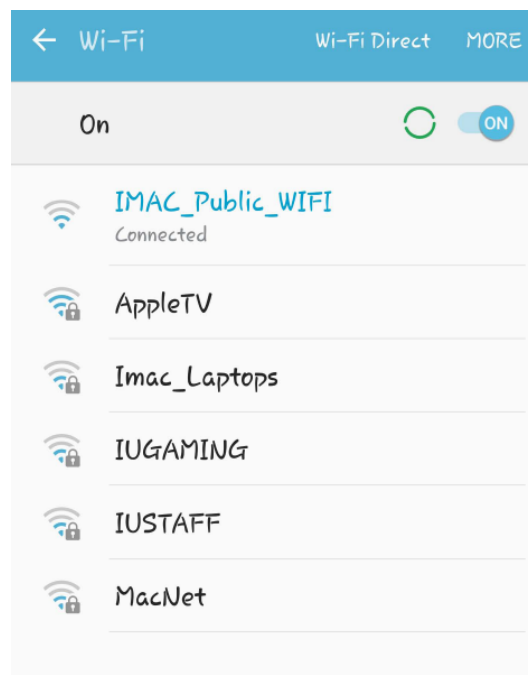 Wi-Fi Wi-Fi Direct MORE
On ON
IMAC_Public_WIFI
Connected
AppleTV
Imac_Laptops
IUGAMING
IUSTAFF
MacNet